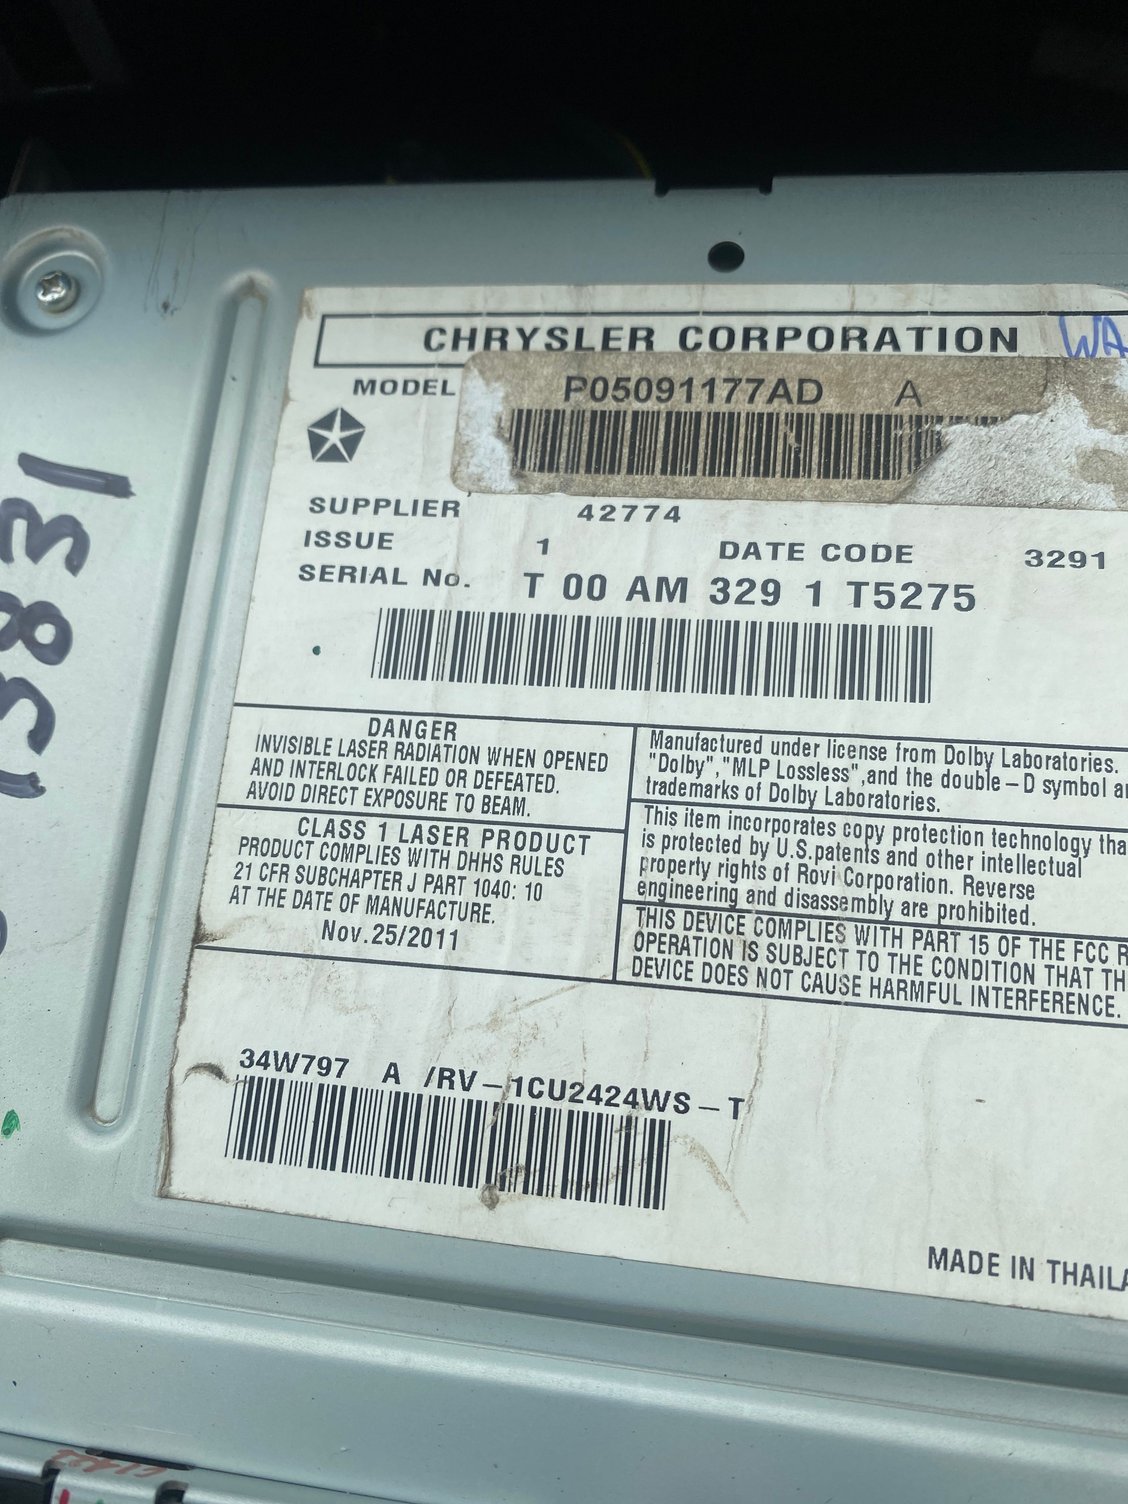 CHRYSLER CORPORATION WA
MODEL P05091177AD A
SUPPLIER 42774
ISSUE 1 DATE CODE 3291
SERIAL No. T 00 AM 329 1 T5275
DANGER
INVISIBLE LASER RADIATION WHEN OPENED
AND INTERLOCK FAILED OR DEFEATED.
AVOID DIRECT EXPOSURE TO BEAM.
CLASS 1 LASER PRODUCT
PRODUCT COMPLIES WITH DHHS RULES
21 CFR SUBCHAPTER J PART 1040: 10
AT THE DATE OF MANUFACTURE.
Nov.25/2011
Manufactured under license from Dolby Laboratories.
"Dolby","MLP Lossless",and the double-D symbol
trademarks of Dolby Laboratories.
This item incorporates copy protection technology
is protected by U.S.patents and other intellectual
property rights of Rovi Corporation. Reverse
engineering and disassembly are prohibited.
THIS DEVICE COMPLIES WITH PART 15 OF THE FCC
OPERATION IS SUBJECT TO THE CONDITION THAT
DEVICE DOES NOT CAUSE HARMFUL INTERFERENCE.
34W797 A /RV-1CU2424WS-T
MADE IN